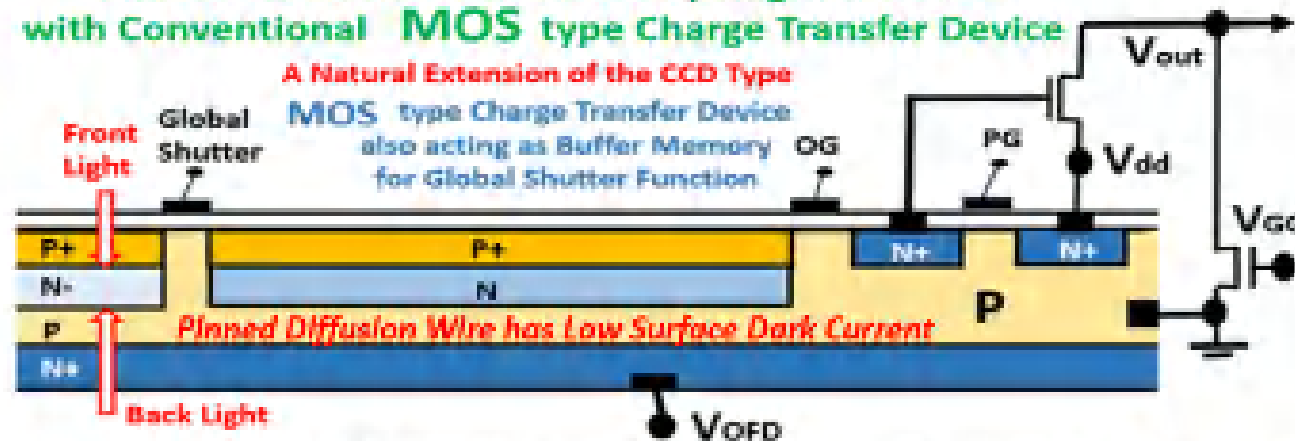 with Conventional MOS type Charge Transfer Device
A Natural Extension of the CCD Type
MOS type Charge Transfer Device
also acting as Buffer Memory
for Global Shutter Function
Front
Light
Global
Shutter
OG
PG
Vout
Vdd
P+
P+
N+
N+
N-
N
P
P
Pinned Diffusion Wire has Low Surface Dark Current
N+
Back Light
VOFD